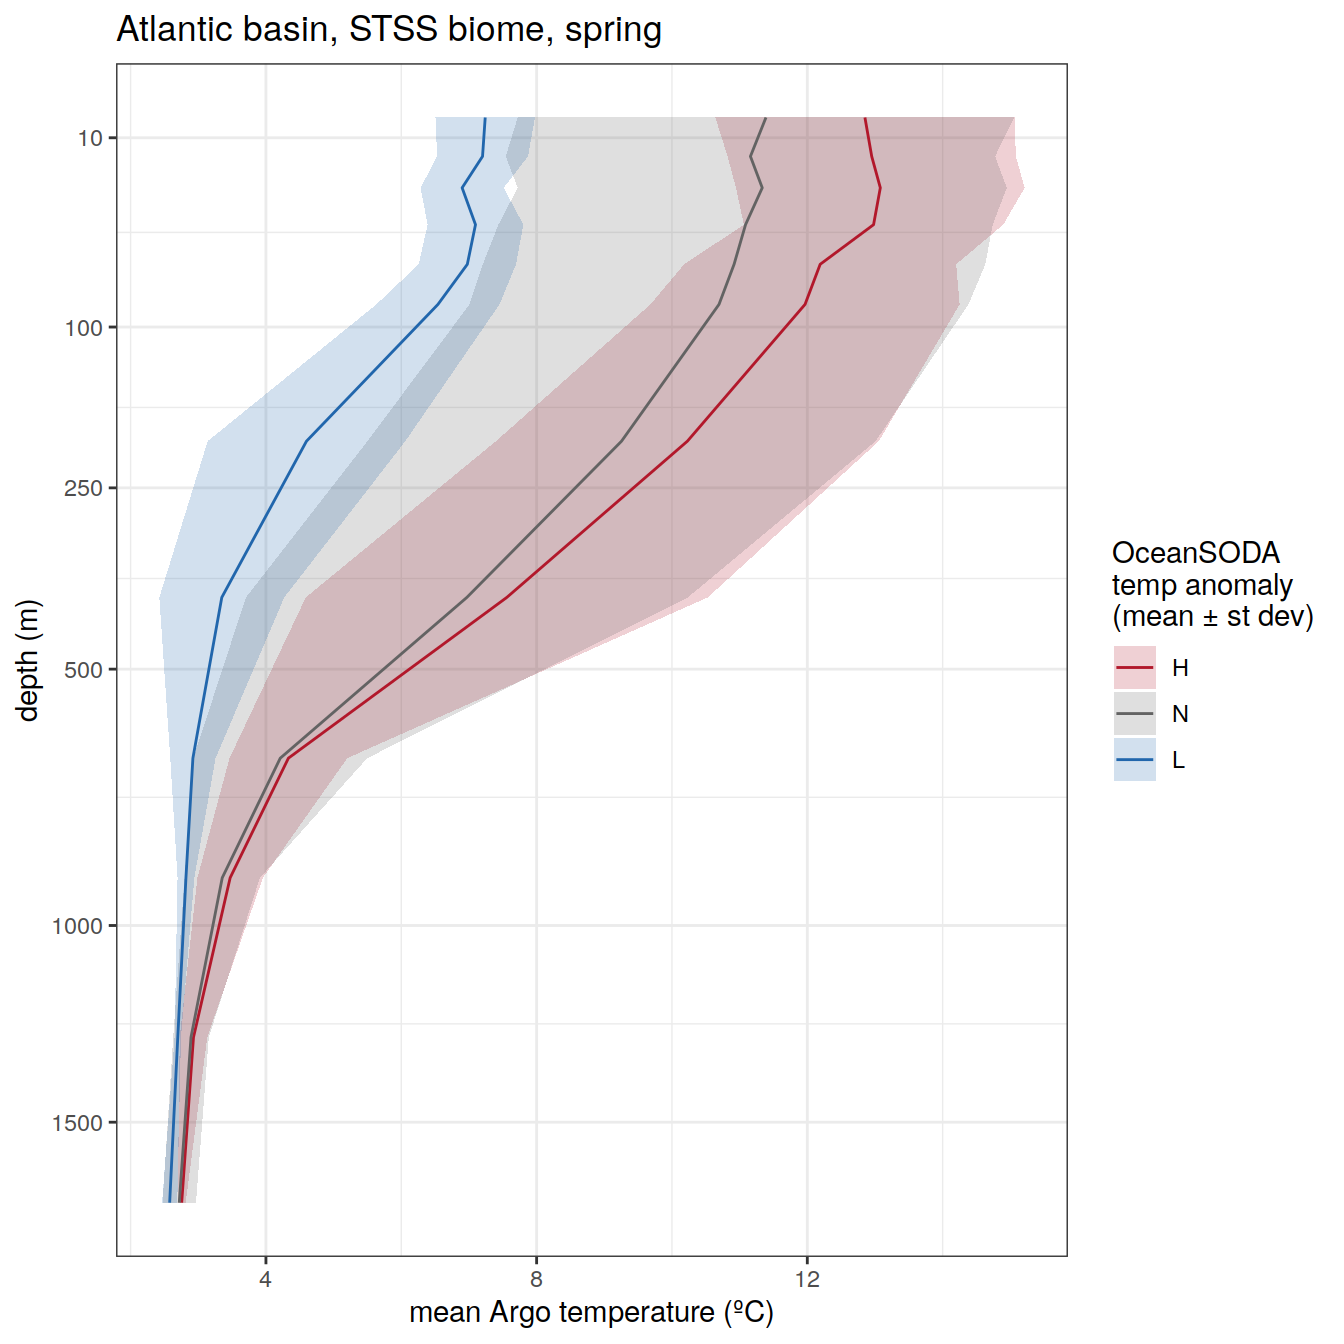 Atlantic basin, STSS biome, spring
10
100
250
500
1000
1500
depth (m)
4
8
12
mean Argo temperature (ºC)
OceanSODA
temp anomaly
(mean ± st dev)
H
N
L